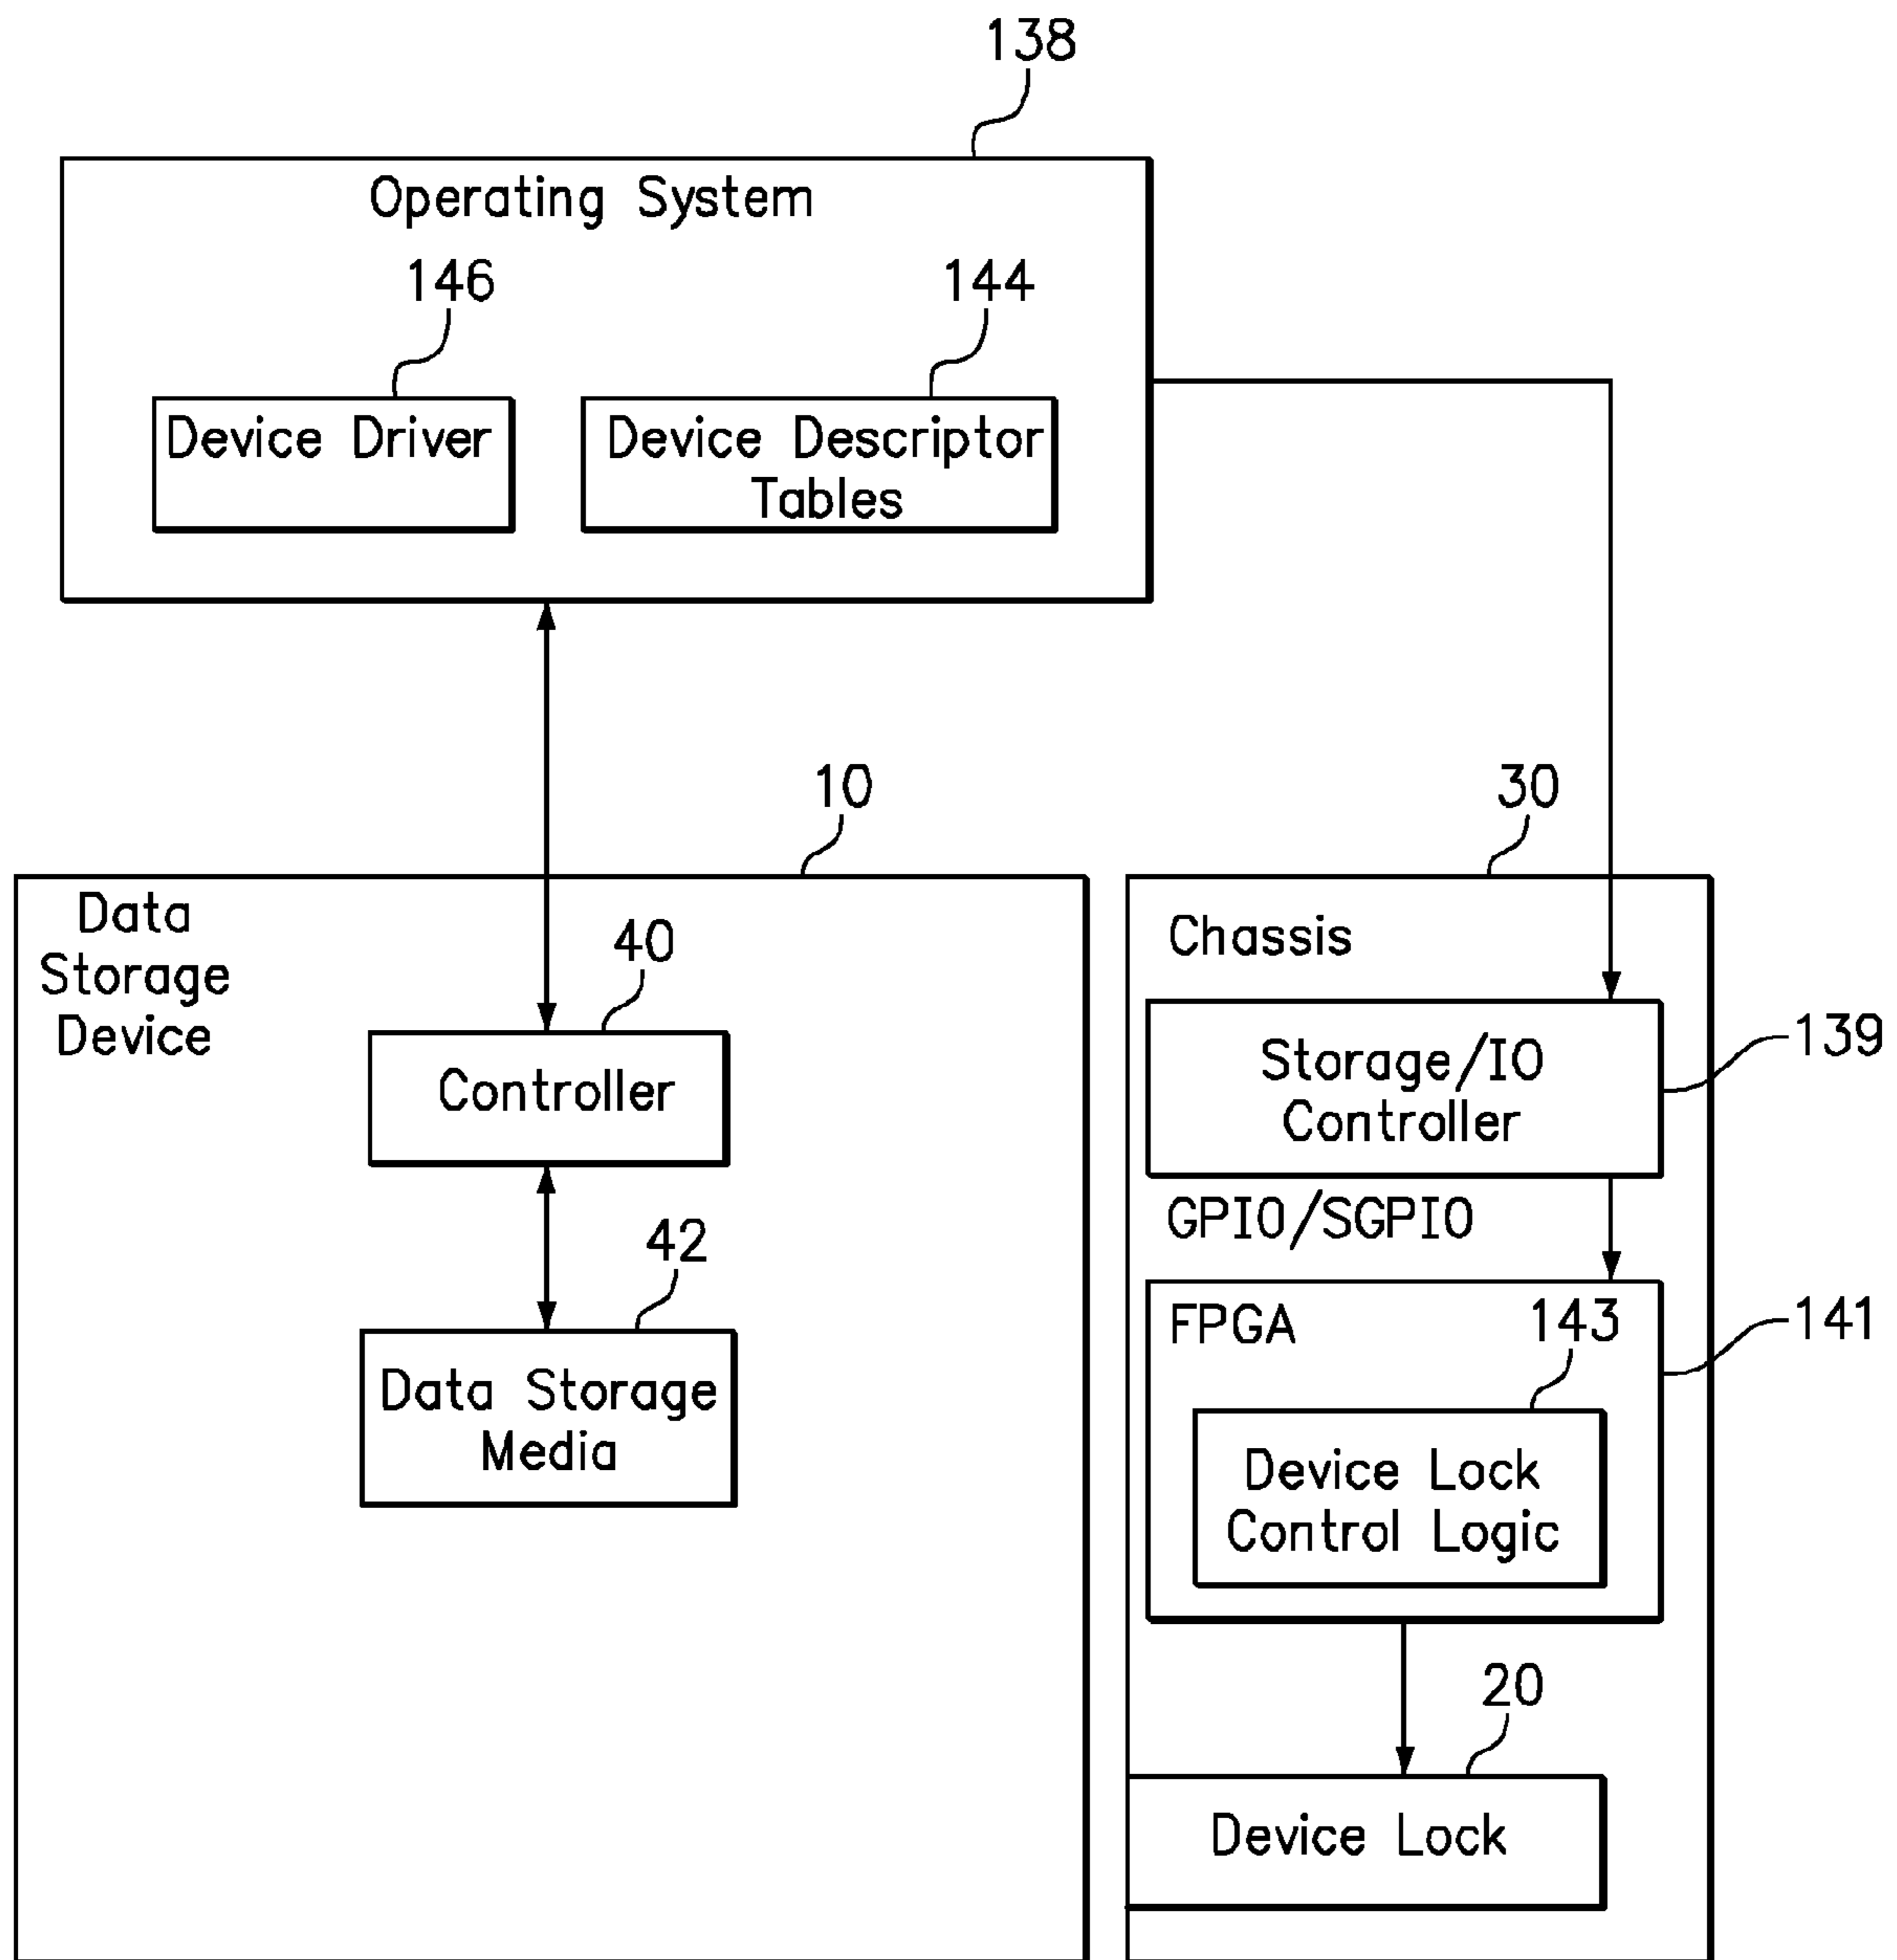 138
Operating System
146
144
Device Driver
Device Descriptor
Tables
10
30
Data
Storage
Device
40
Controller
42
Data Storage
Media
Chassis
Storage/IO
Controller
139
GPIO/SGPIO
FPGA
143
141
Device Lock
Control Logic
20
Device Lock